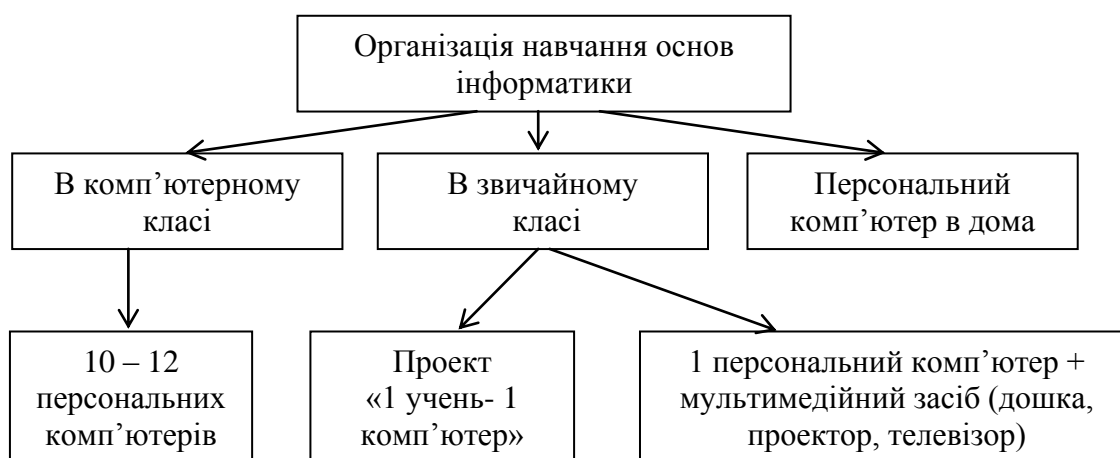 Організація навчання основ
інформатики
В комп’ютерному
класі
В звичайному
класі
Персональний
комп’ютер в дома
10 – 12
персональних
комп’ютерів
Проект
«1 учень- 1
комп’ютер»
1 персональний комп’ютер +
мультимедійний засіб (дошка,
проектор, телевізор)